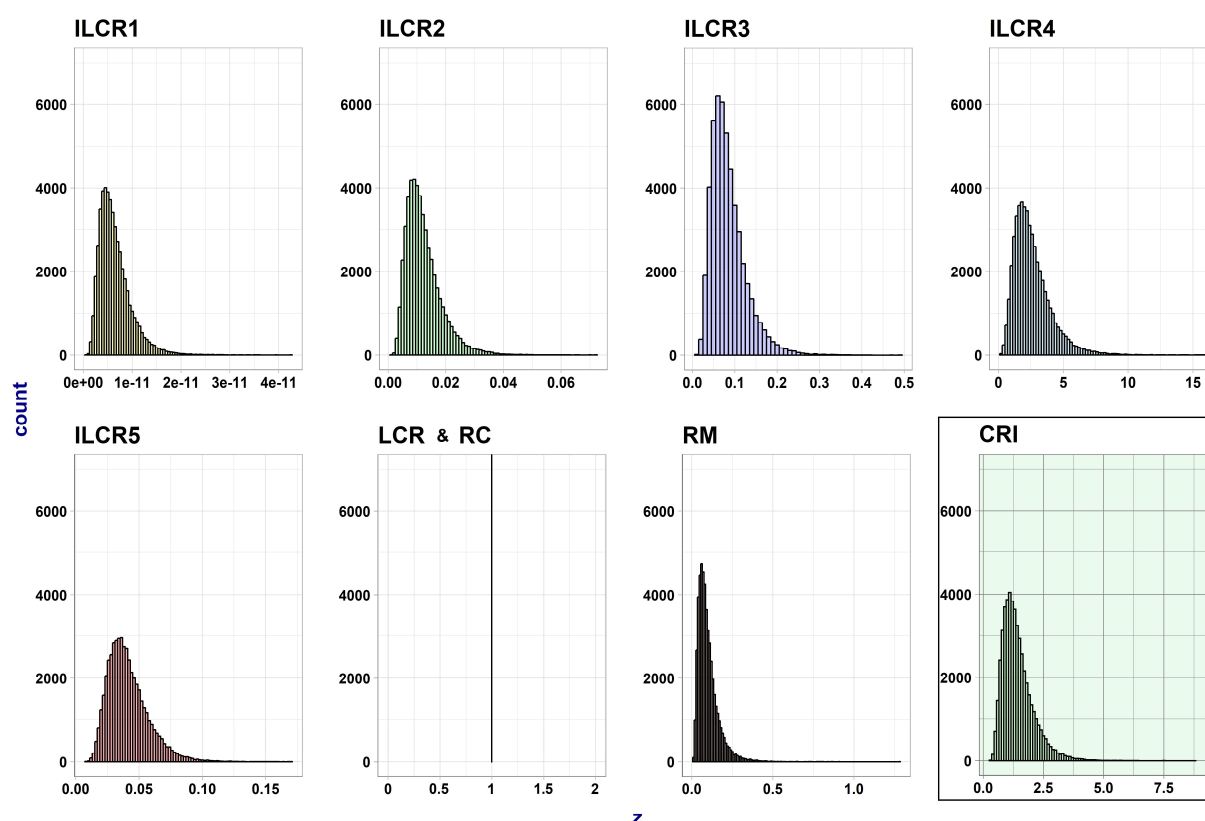 ILCR1 ILCR2 ILCR3 ILCR4
6000 6000 6000 6000
4000 4000 4000 4000
2000 2000 2000 2000
0 0 0 0
0e+00 1e-11 2e-11 3e-11 4e-11 0.00 0.02 0.04 0.06 0.0 0.1 0.2 0.3 0.4 0.5 0 5 10 15
count
ILCR5 LCR & RC RM CRI
6000 6000 6000 6000
4000 4000 4000 4000
2000 2000 2000 2000
0 0 0 0
0.00 0.05 0.10 0.15 0 0.5 1 1.5 2 0.0 0.5 1.0 0.0 2.5 5.0 7.5
z